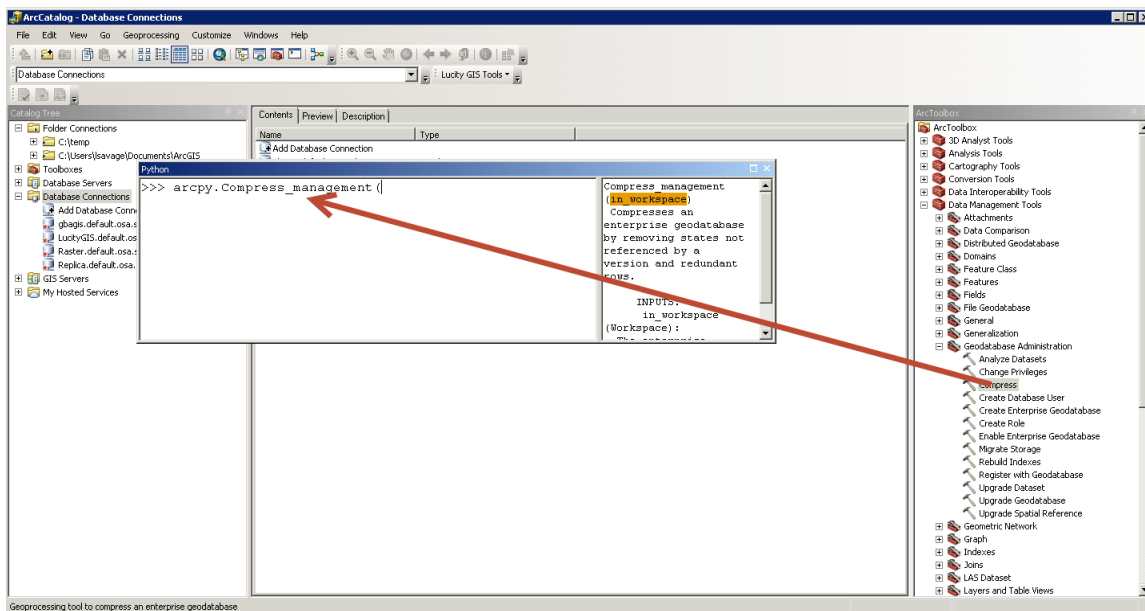 ArcCatalog - Database Connections
File Edit View Go Geoprocessing Customize Windows Help
Database Connections
Lucity GIS Tools
Catalog Tree
Folder Connections
C:\temp
C:\Users\lsavage\Documents\ArcGIS
Toolboxes
Database Servers
Database Connections
Add Database Conn
gbagis.default.osa.s
LucityGIS.default.os
Raster.default.osa.s
Replica.default.osa.
GIS Servers
My Hosted Services
Contents Preview Description
Name Type
Add Database Connection
Python
>>> arcpy.Compress_management(
Compress_management
(in_workspace)
Compresses an
enterprise geodatabase
by removing states not
referenced by a
version and redundant
rows.
INPUTS:
in_workspace
(Workspace):
The enterprise
ArcToolbox
ArcToolbox
3D Analyst Tools
Analysis Tools
Cartography Tools
Conversion Tools
Data Interoperability Tools
Data Management Tools
Attachments
Data Comparison
Distributed Geodatabase
Domains
Feature Class
Features
Fields
File Geodatabase
General
Generalization
Geodatabase Administration
Analyze Datasets
Change Privileges
Compress
Create Database User
Create Enterprise Geodatabase
Create Role
Enable Enterprise Geodatabase
Migrate Storage
Rebuild Indexes
Register with Geodatabase
Upgrade Dataset
Upgrade Geodatabase
Upgrade Spatial Reference
Geometric Network
Graph
Indexes
Joins
LAS Dataset
Layers and Table Views
Geoprocessing tool to compress an enterprise geodatabase